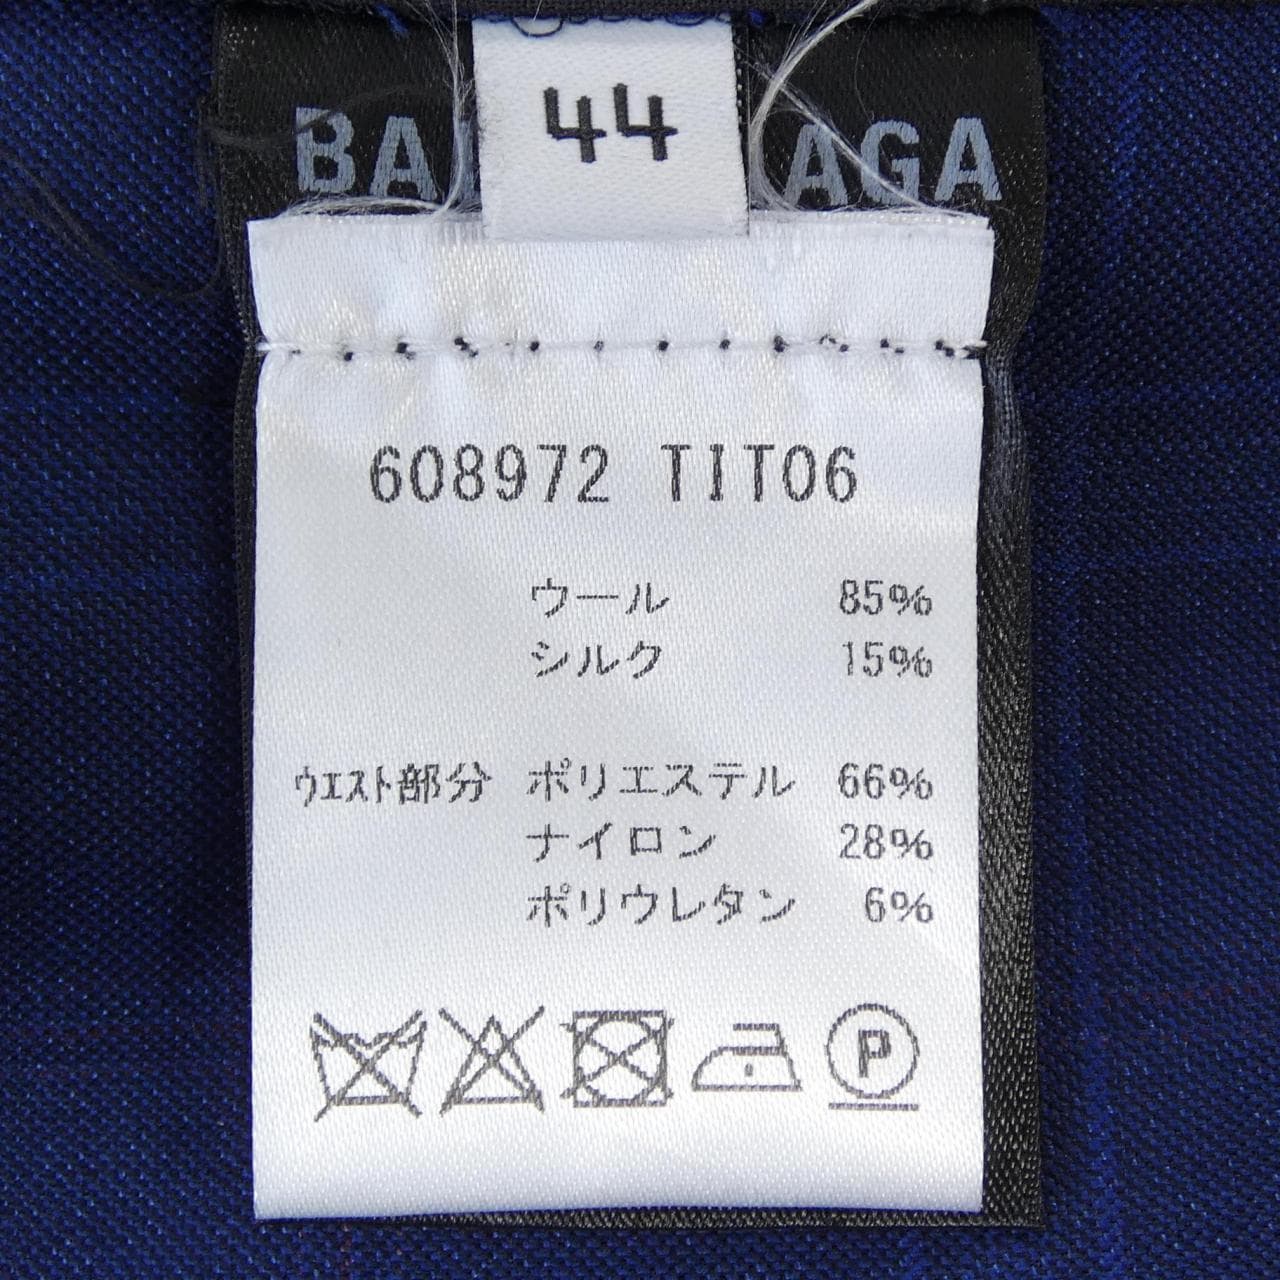 BA AGA
44
608972 TIT06
ウール 85%
シルク 15%
ウエスト部分 ポリエステル 66%
ナイロン 28%
ポリウレタン 6%
P